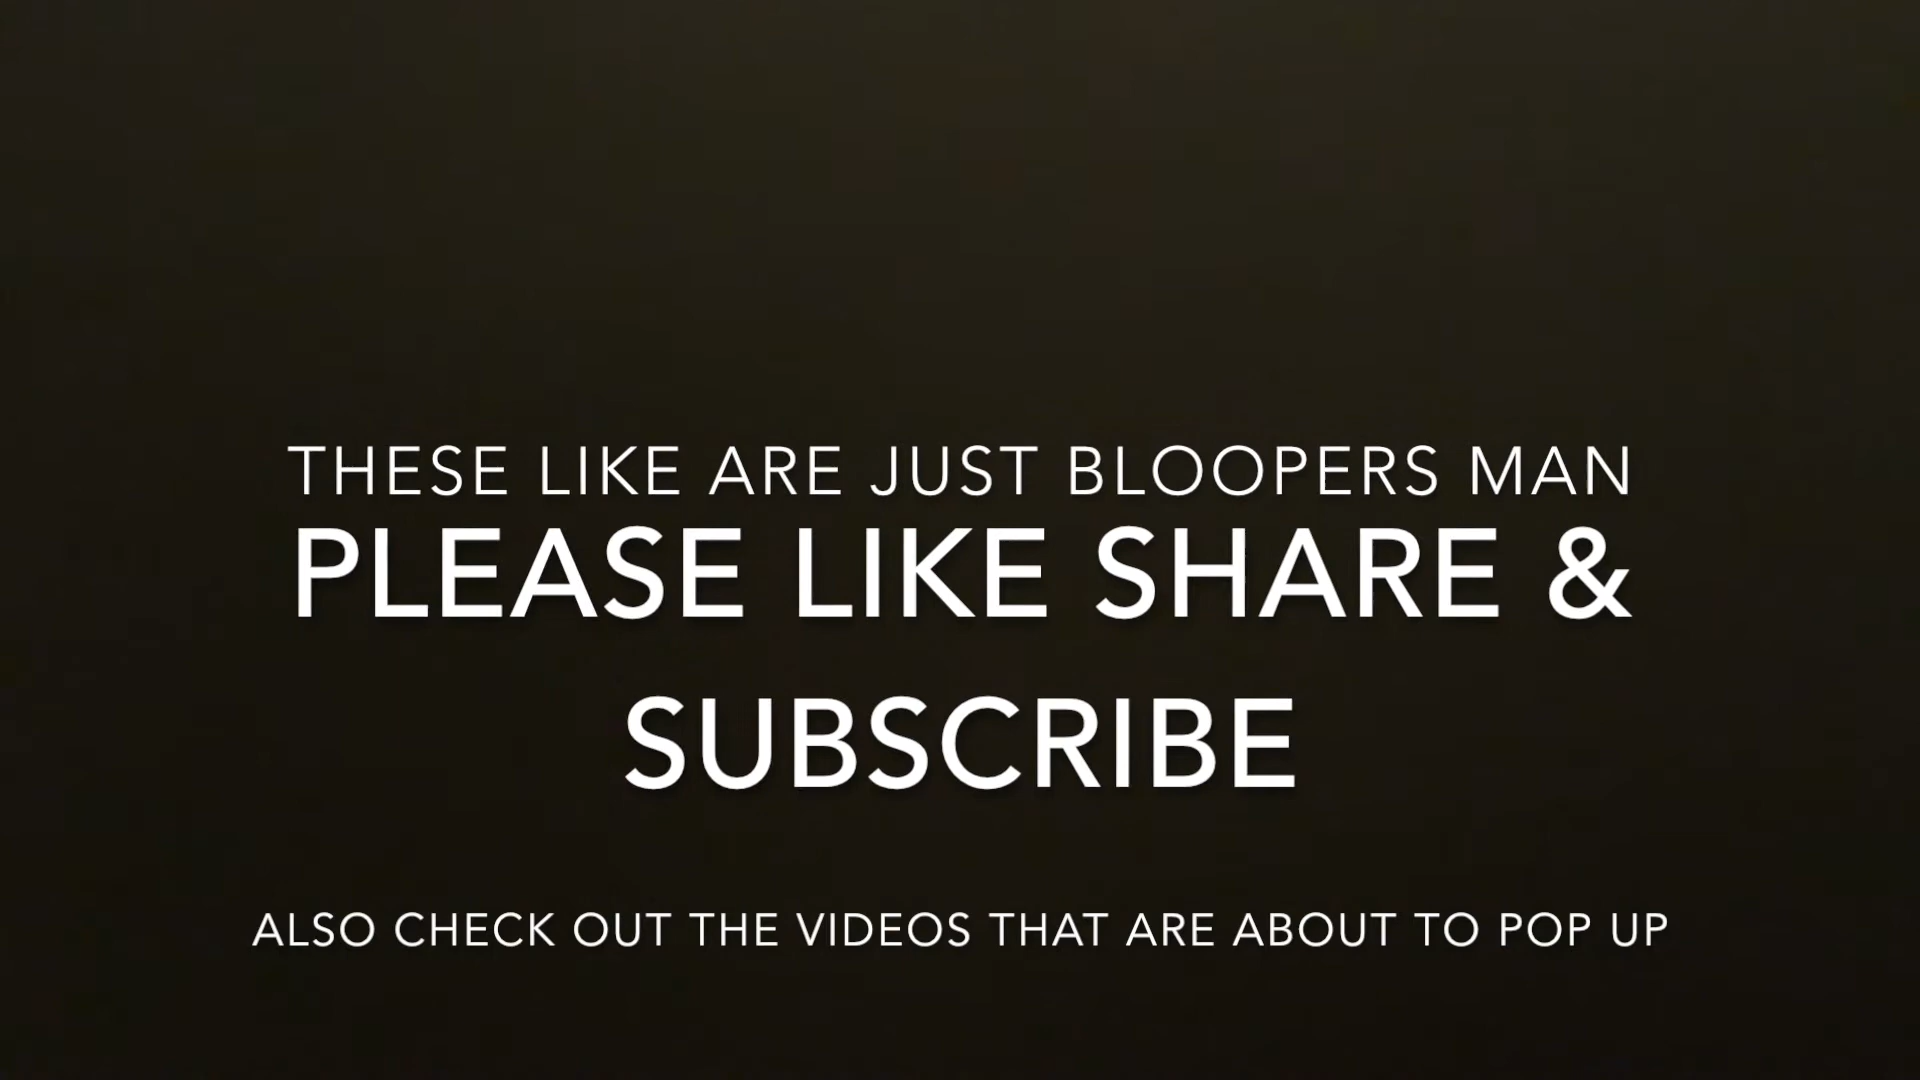 THESE LIKE ARE JUST BLOOPERS MAN
PLEASE LIKE SHARE &
SUBSCRIBE
ALSO CHECK OUT THE VIDEOS THAT ARE ABOUT TO POP UP